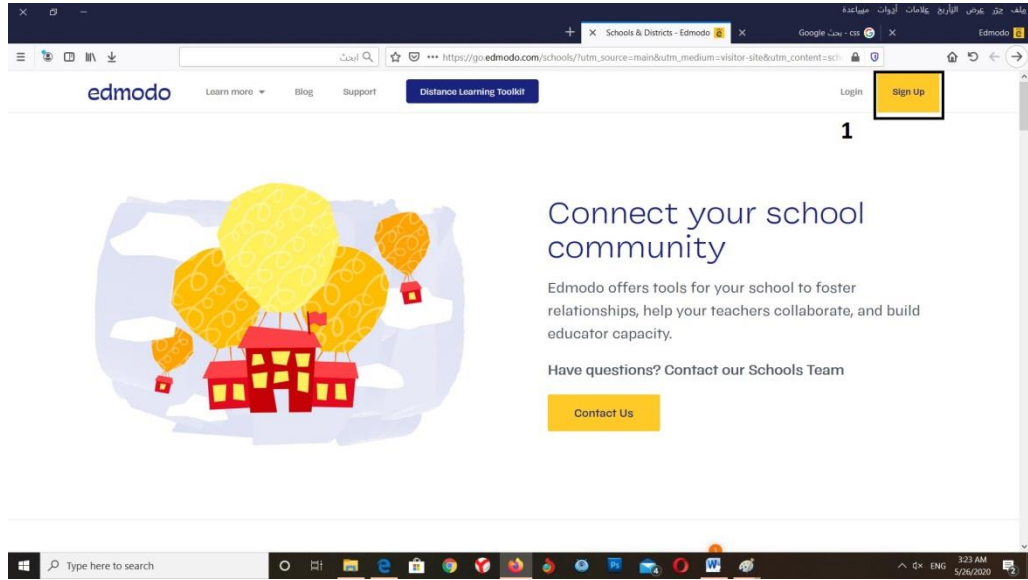 ملف تحرير عرض التأريخ علامات أدوات مساعدة
Edmodo
css - بحث Google
Schools & Districts - Edmodo
https://go.edmodo.com/schools/?utm_source=main&utm_medium=visitor-site&utm_content=sch
ابحث
edmodo
Learn more
Blog
Support
Distance Learning Toolkit
Login
Sign Up
1
Connect your school
community
Edmodo offers tools for your school to foster
relationships, help your teachers collaborate, and build
educator capacity.
Have questions? Contact our Schools Team
Contact Us
Type here to search
ENG
3:23 AM
5/26/2020